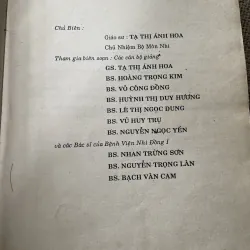 Chủ Biên :
Giáo sư : TẠ THỊ ÁNH HOA
Chủ Nhiệm Bộ Môn Nhi
Tham gia biên soạn : Các cán bộ giảng
GS. TẠ THỊ ÁNH HOA
BS. HOÀNG TRỌNG KIM
BS. VÕ CÔNG ĐỒNG
BS. HUỲNH THỊ DUY HƯƠNG
BS. LÊ THỊ NGỌC DUNG
BS. VŨ HUY TRỤ
BS. NGUYỄN NGỌC YẾN
và các Bác sĩ của Bệnh Viện Nhi Đồng I
BS. NHAN TRỪNG SƠN
BS. NGUYỄN TRỌNG LÂN
BS. BẠCH VĂN CAM